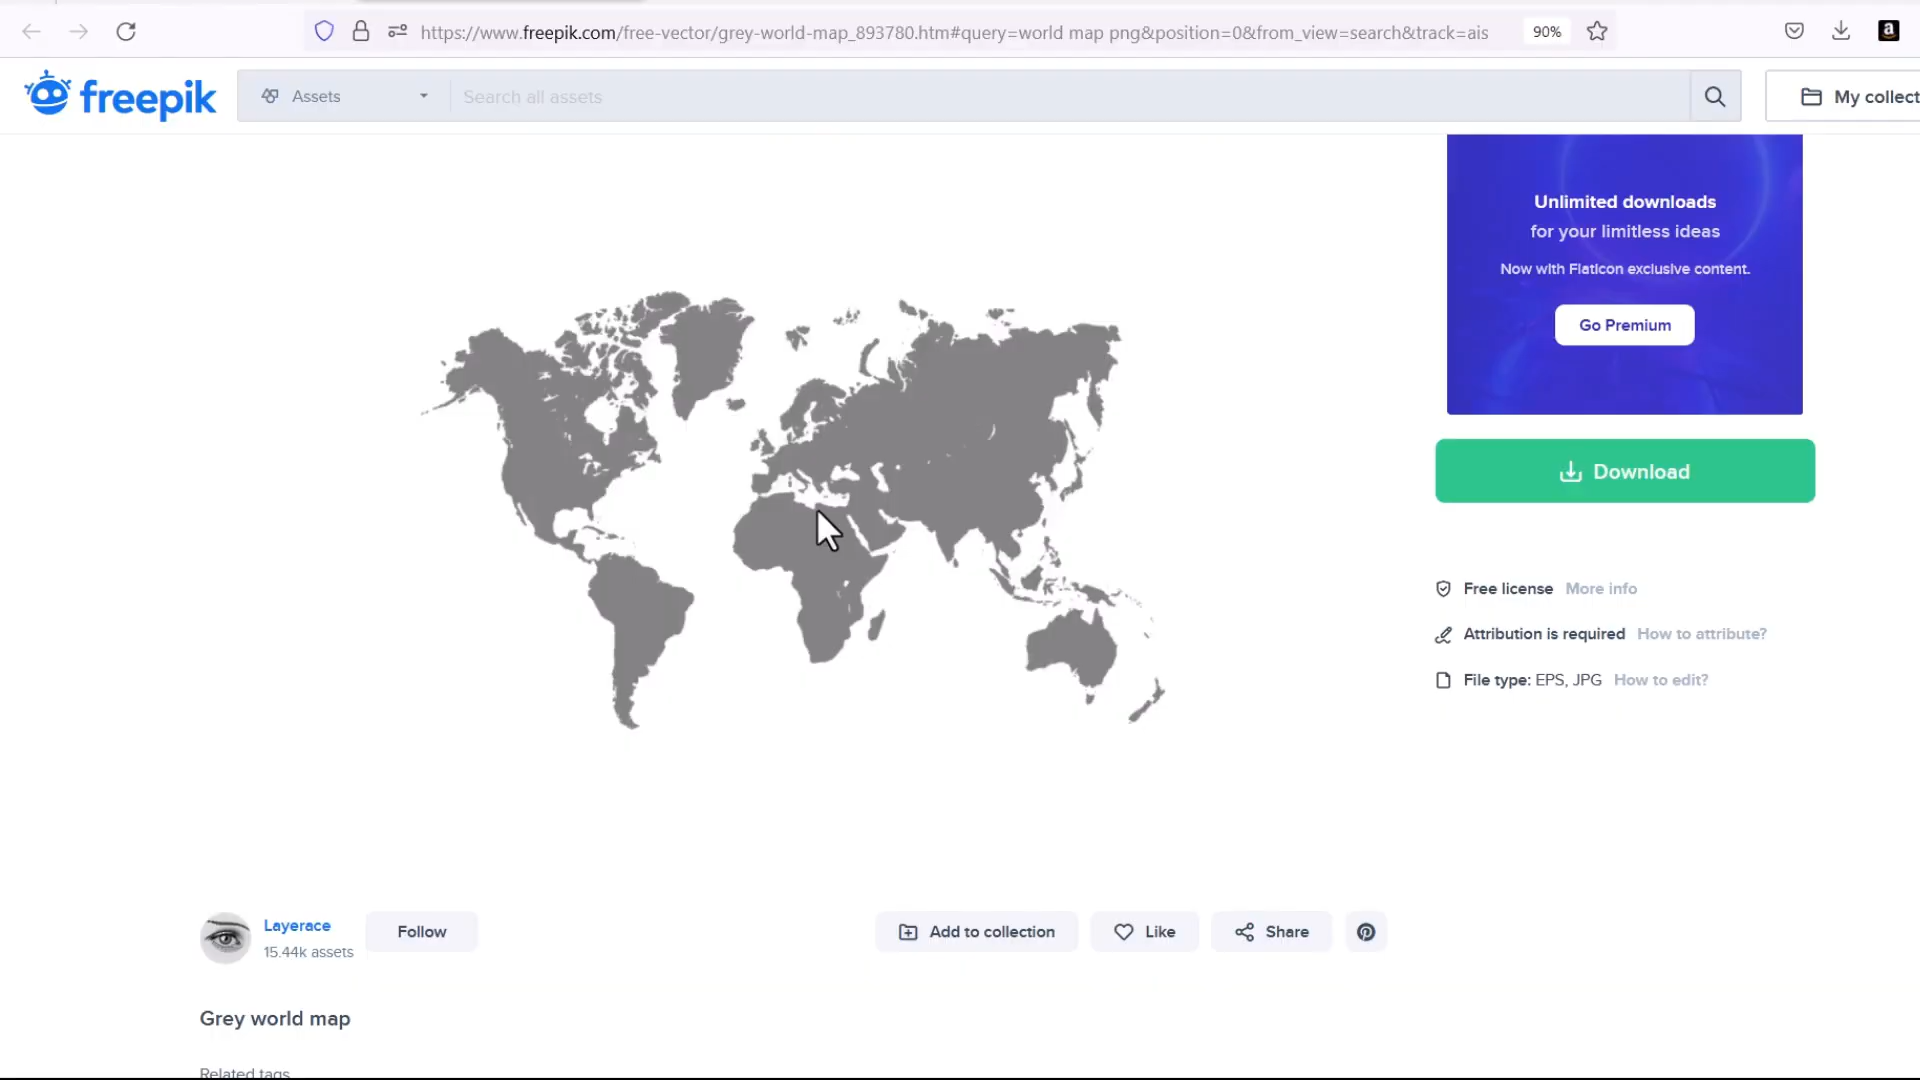 https://www.freepik.com/free-vector/grey-world-map_893780.htm#query=world map png&position=0&from_view=search&track=ais
90%
a
freepik
Assets
Search all assets
My collect
Unlimited downloads
for your limitless ideas
Now with Flaticon exclusive content.
Go Premium
Download
Free license More info
Attribution is required How to attribute?
File type: EPS, JPG How to edit?
Layerace
15.44k assets
Follow
Add to collection
Like
Share
Grey world map
Related tags